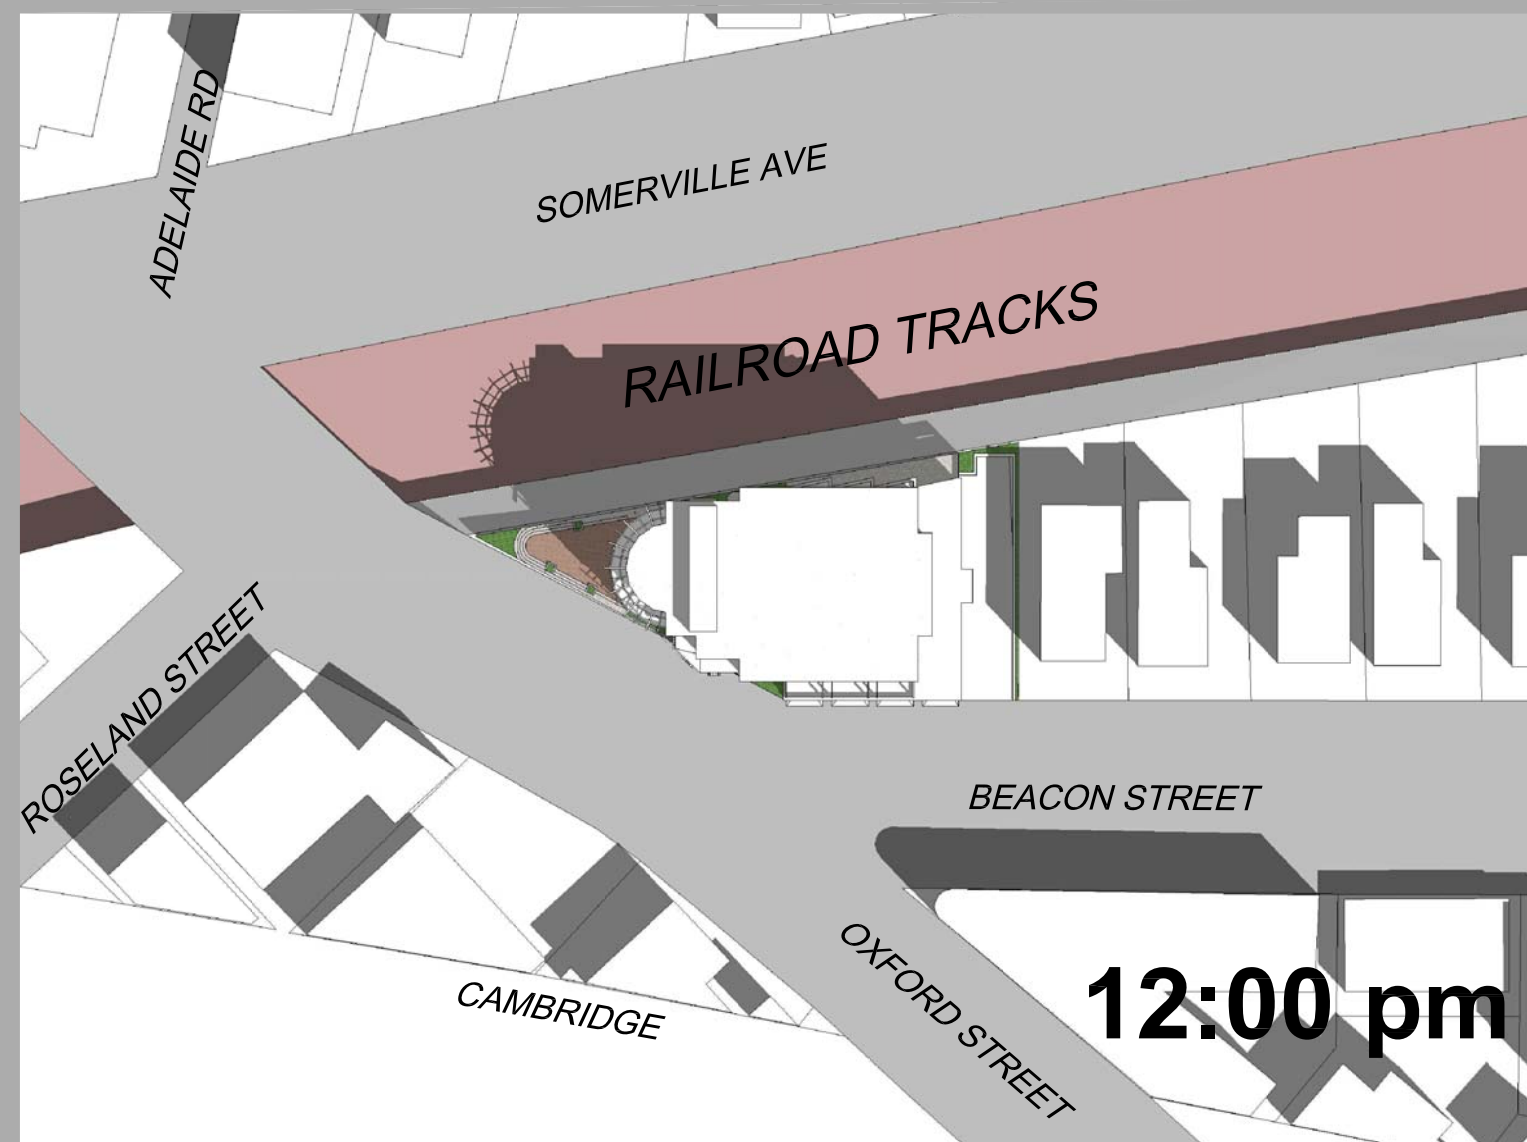 ADELAIDE RD
SOMERVILLE AVE
RAILROAD TRACKS
ROSELAND STREET
BEACON STREET
OXFORD STREET
CAMBRIDGE
12:00 pm